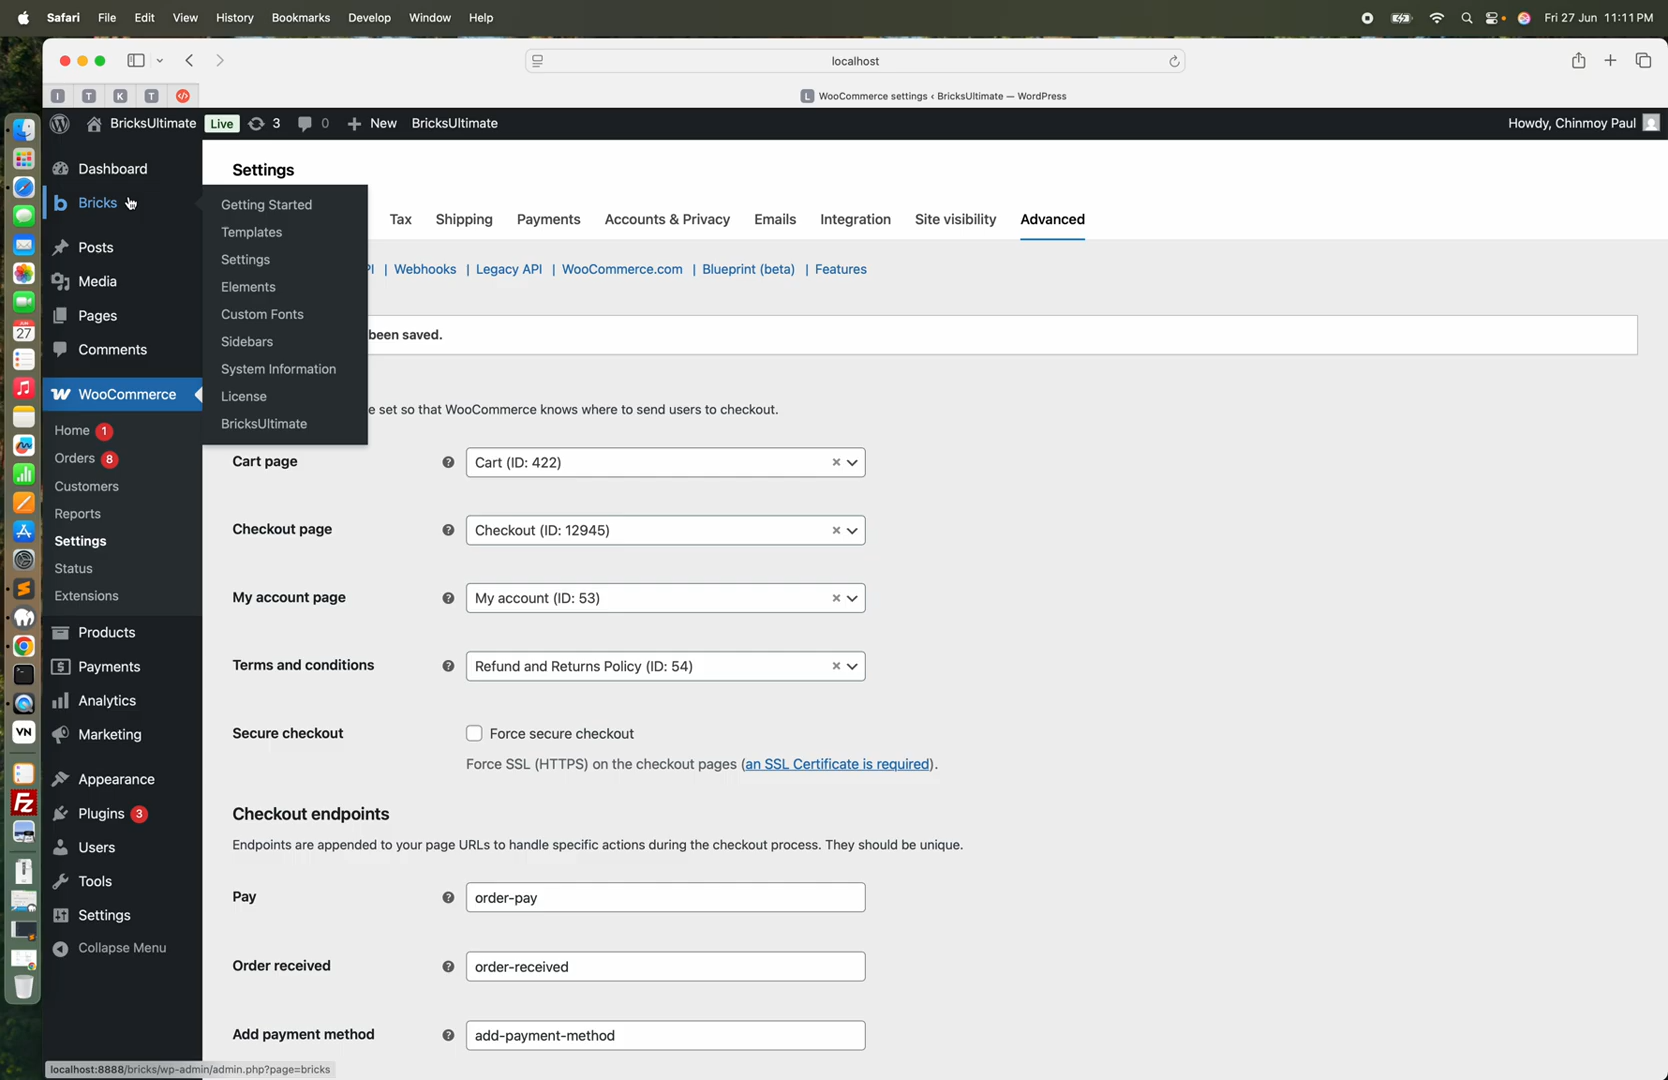 Safari File Edit View History Bookmarks Develop Window Help
Fri 27 Jun 11:11 PM
localhost
I T K T
L WooCommerce settings ‹ BricksUltimate — WordPress
BricksUltimate Live 3 0 New BricksUltimate
Howdy, Chinmoy Paul
Dashboard
b Bricks
Posts
Media
Pages
Comments
WooCommerce
Home 1
Orders 8
Customers
Reports
Settings
Status
Extensions
Products
Payments
Analytics
Marketing
Appearance
Plugins 3
Users
Tools
Settings
Collapse Menu
JUN
27
VN
FZ
Getting Started
Templates
Settings
Elements
Custom Fonts
Sidebars
System Information
License
BricksUltimate
Settings
Tax Shipping Payments Accounts & Privacy Emails Integration Site visibility Advanced
PI | Webhooks | Legacy API | WooCommerce.com | Blueprint (beta) | Features
been saved.
e set so that WooCommerce knows where to send users to checkout.
Cart page ? Cart (ID: 422) ×
Checkout page ? Checkout (ID: 12945) ×
My account page ? My account (ID: 53) ×
Terms and conditions ? Refund and Returns Policy (ID: 54) ×
Secure checkout Force secure checkout
Force SSL (HTTPS) on the checkout pages (an SSL Certificate is required).
Checkout endpoints
Endpoints are appended to your page URLs to handle specific actions during the checkout process. They should be unique.
Pay ? order-pay
Order received ? order-received
Add payment method ? add-payment-method
localhost:8888/bricks/wp-admin/admin.php?page=bricks